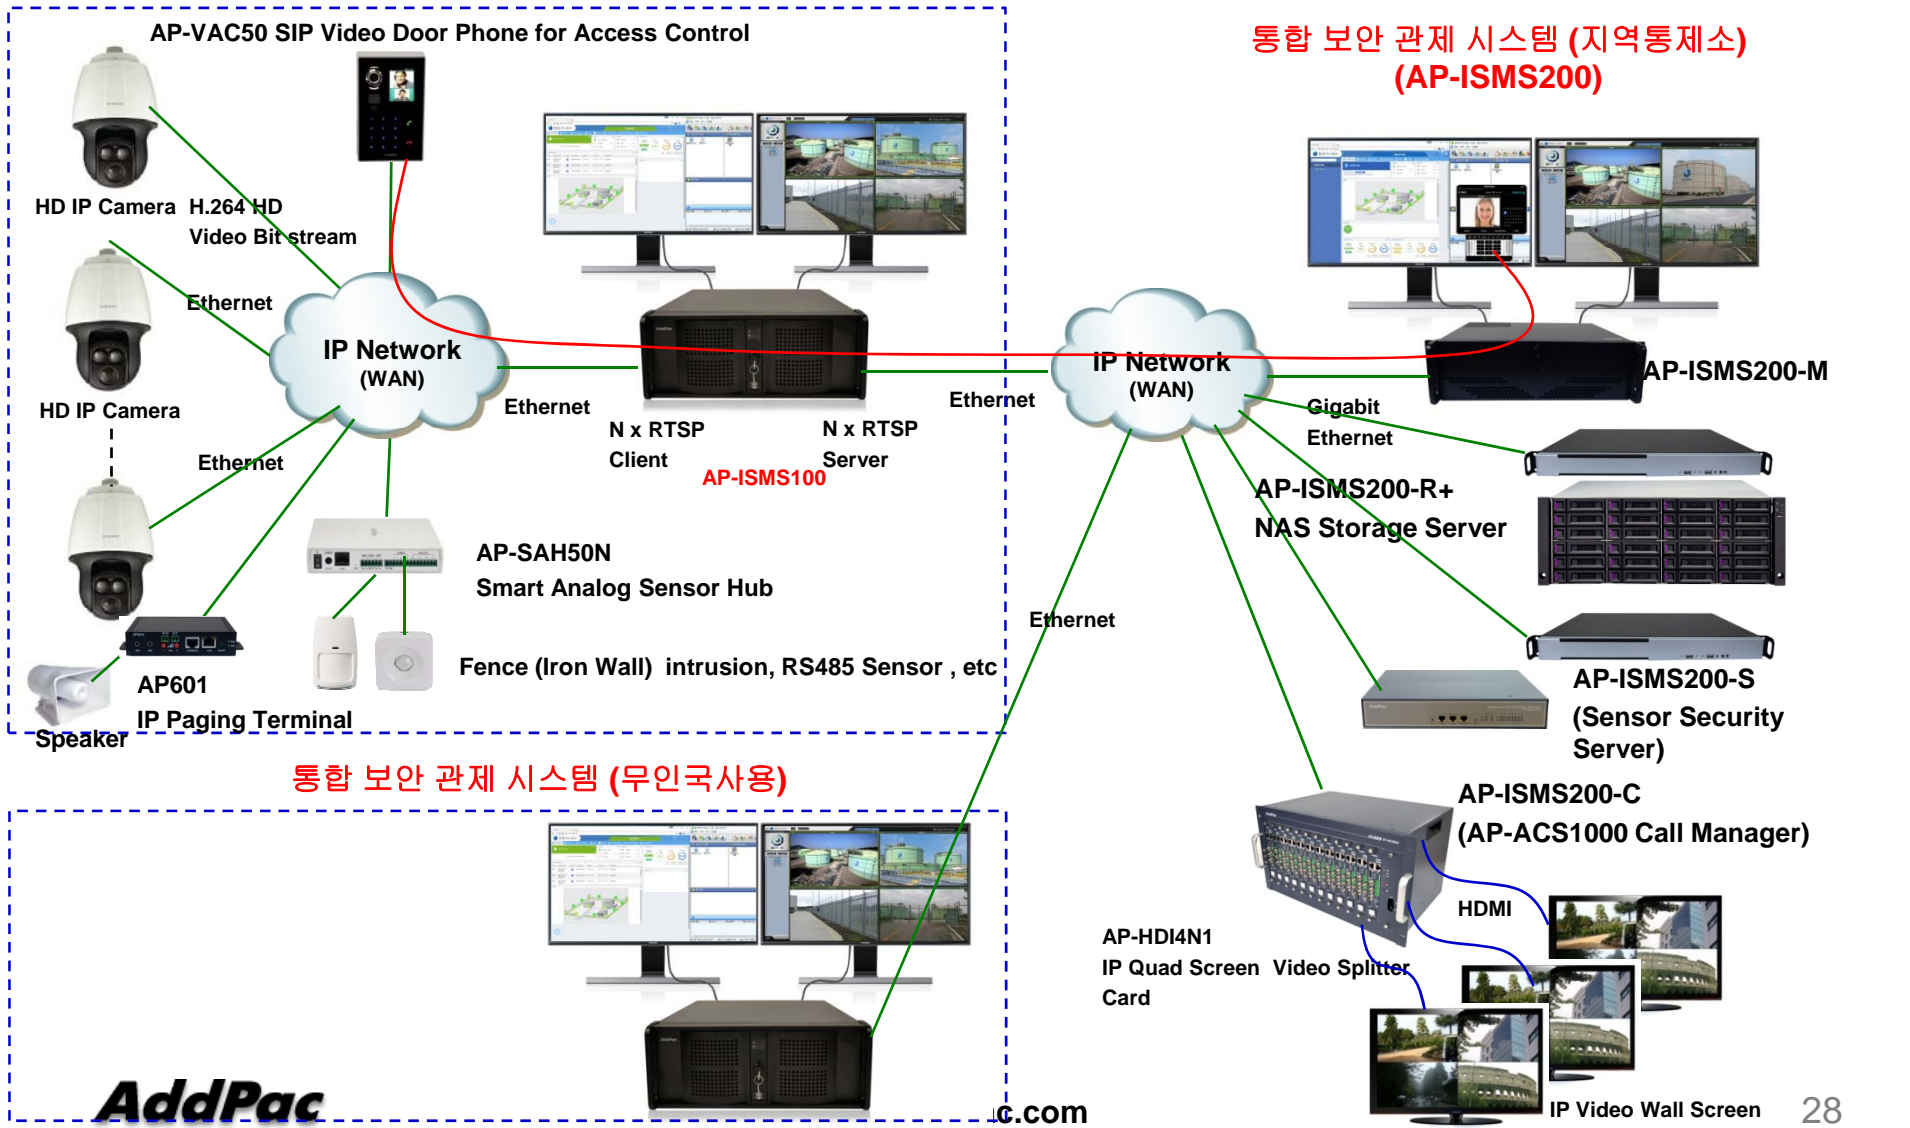 AP-VAC50 SIP Video Door Phone for Access Control
통합 보안 관제 시스템 (지역통제소)
(AP-ISMS200)
HD IP Camera
H.264 HD
Video Bit stream
Ethernet
IP Network
(WAN)
HD IP Camera
Ethernet
Ethernet
N x RTSP
Client
N x RTSP
Server
AP-ISMS100
AddPac
Ethernet
IP Network
(WAN)
AP-ISMS200-M
Gigabit
Ethernet
AP-ISMS200-R+
NAS Storage Server
AP-SAH50N
Smart Analog Sensor Hub
Fence (Iron Wall) intrusion, RS485 Sensor , etc
AP601
IP Paging Terminal
Speaker
Ethernet
AP-ISMS200-S
(Sensor Security
Server)
통합 보안 관제 시스템 (무인국사용)
AP-ISMS200-C
(AP-ACS1000 Call Manager)
HDMI
AP-HDI4N1
IP Quad Screen Video Splitter
Card
IP Video Wall Screen
AddPac
c.com
28